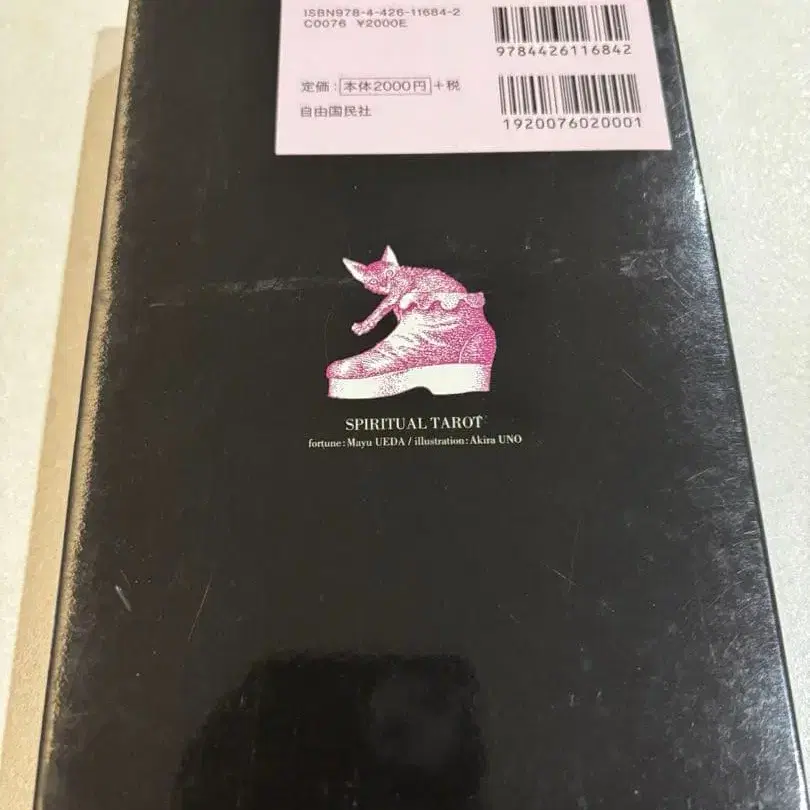 ISBN978-4-426-11684-2
C0076 ¥2000E
9784426116842
定価:本体2000円+税
自由国民社
1920076020001
SPIRITUAL TAROT
fortune:Mayu UEDA / illustration:Akira UNO